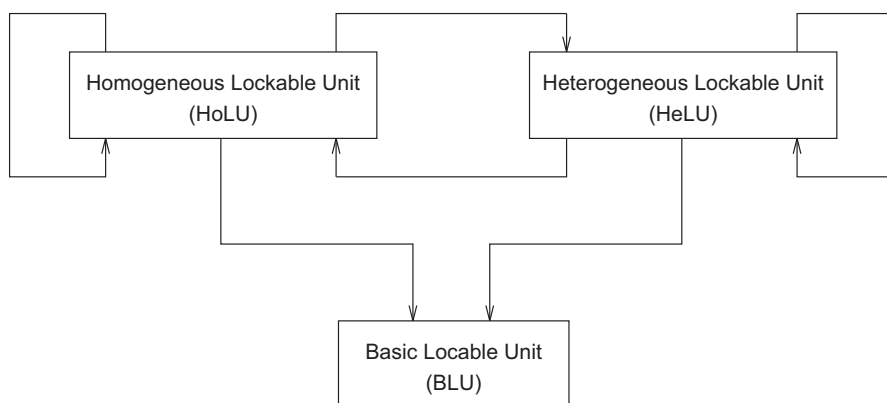 Homogeneous Lockable Unit
(HoLU)
Heterogeneous Lockable Unit
(HeLU)
Basic Locable Unit
(BLU)